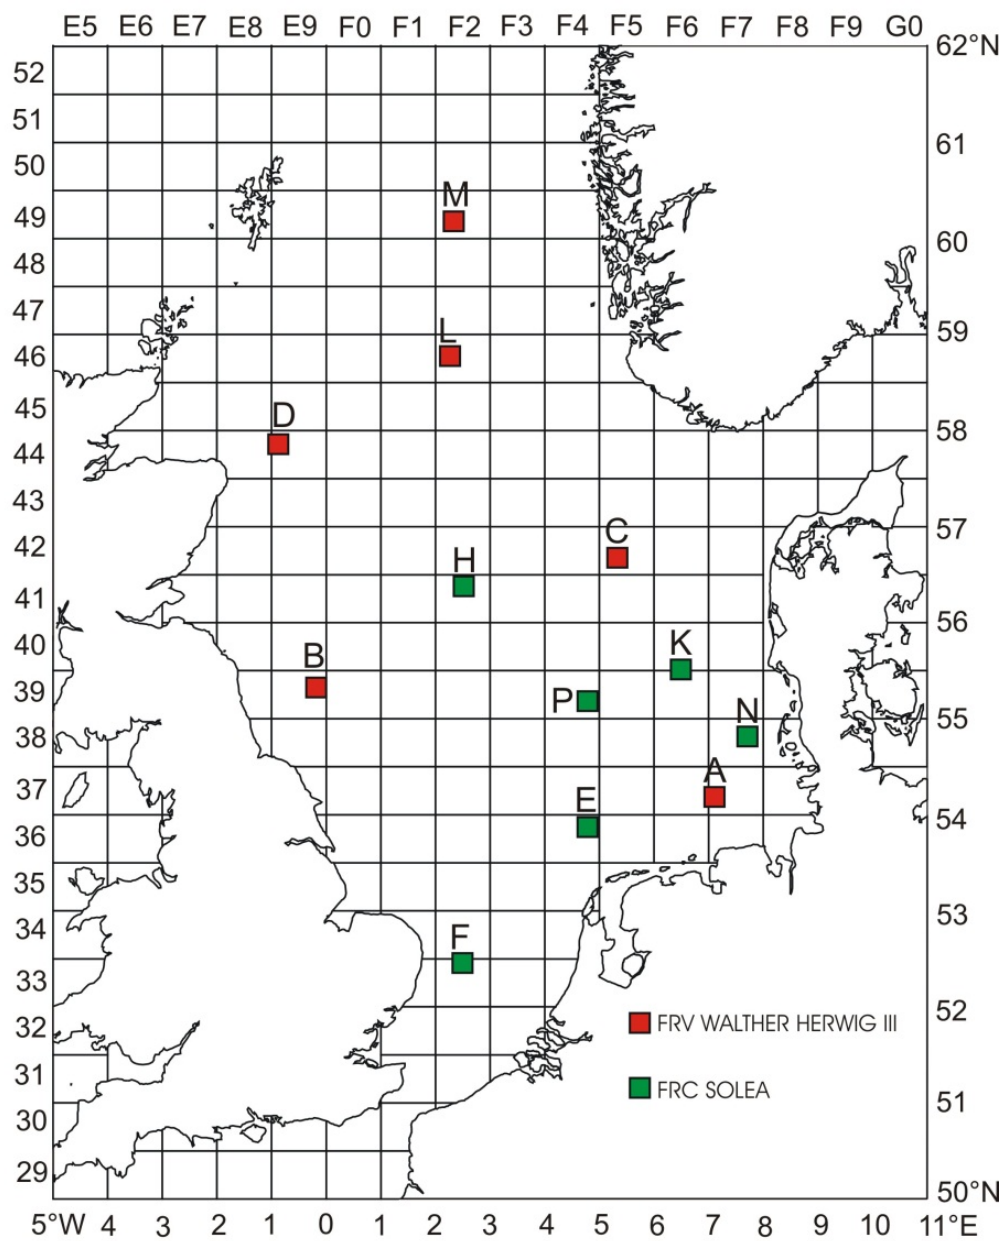 E5 E6 E7 E8 E9 F0 F1 F2 F3 F4 F5 F6 F7 F8 F9 G0
62°N
52
51
61
50
M
49
60
48
47
59
L
46
45
D
58
44
43
57
C
42
H
41
56
40
K
B
39
P
N
55
38
A
37
E
54
36
35
53
34
F
33
52
32
FRV WALTHER HERWIG III
31
FRC SOLEA
51
30
29
50°N
5°W 4 3 2 1 0 1 2 3 4 5 6 7 8 9 10 11°E